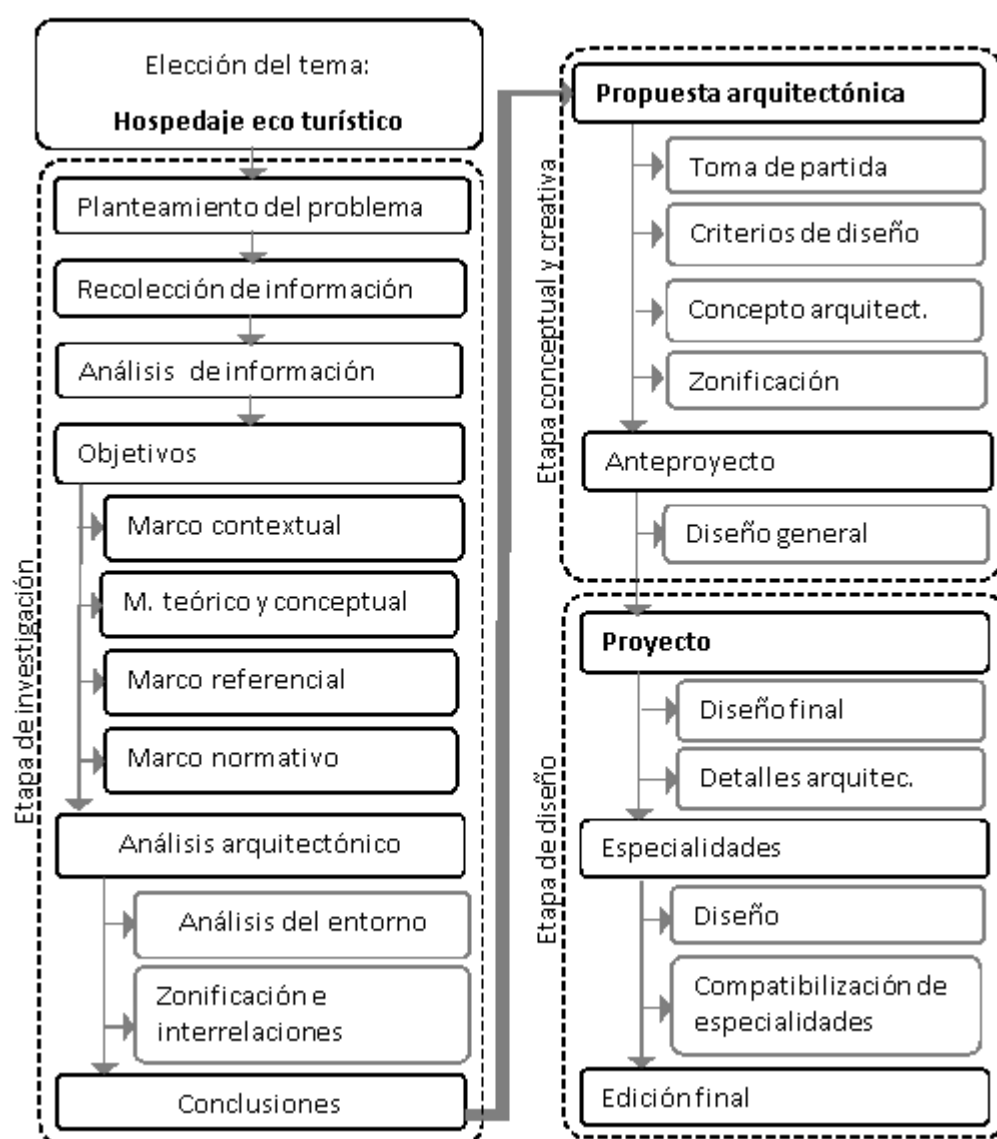 Elección del tema:
Hospedaje eco turístico
Etapa de investigación
Planteamiento del problema
Recolección de información
Análisis de información
Objetivos
Marco contextual
M. teórico y conceptual
Marco referencial
Marco normativo
Análisis arquitectónico
Análisis del entorno
Zonificación e
interrelaciones
Conclusiones
Etapa conceptual y creativa
Propuesta arquitectónica
Toma de partida
Criterios de diseño
Concepto arquitect.
Zonificación
Anteproyecto
Diseño general
Etapa de diseño
Proyecto
Diseño final
Detalles arquitec.
Especialidades
Diseño
Compatibilización de
especialidades
Edición final